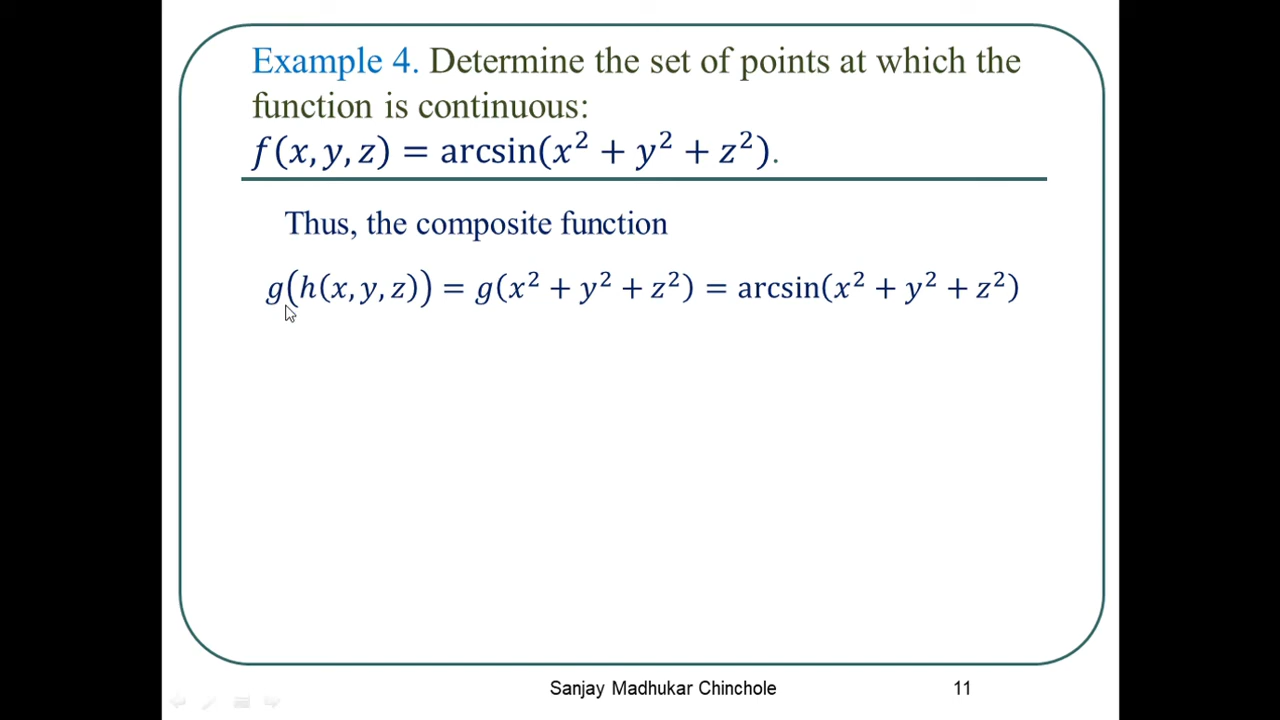 Example 4. Determine the set of points at which the
function is continuous:
f(x, y, z) = arcsin(x² + y² + z²).
Thus, the composite function
g(h(x, y, z)) = g(x² + y² + z²) = arcsin(x² + y² + z²)
Sanjay Madhukar Chinchole 11